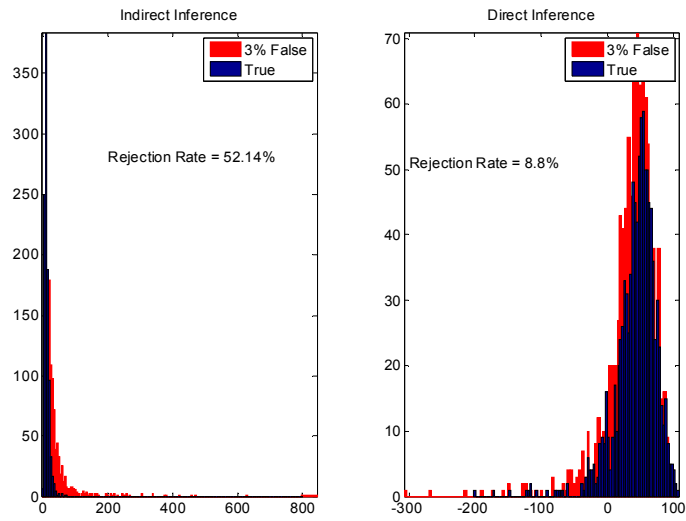 Indirect Inference
3% False
True
Rejection Rate = 52.14%
350
300
250
200
150
100
50
0
0 200 400 600 800
Direct Inference
3% False
True
Rejection Rate = 8.8%
70
60
50
40
30
20
10
0
-300 -200 -100 0 100